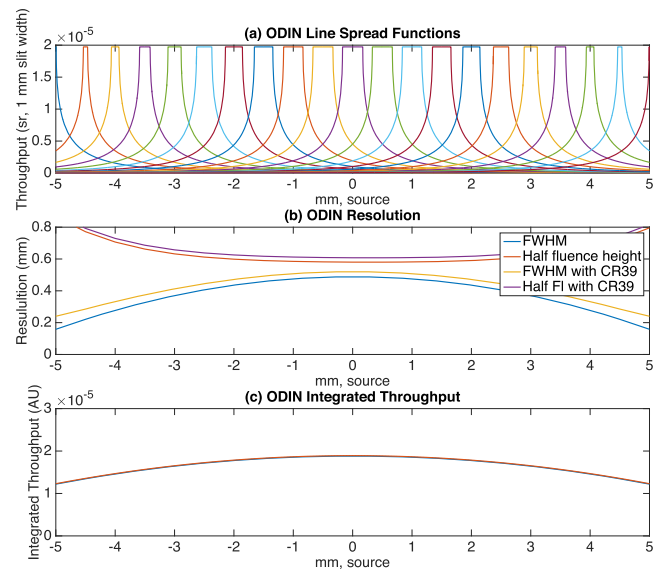 (a) ODIN Line Spread Functions
×10^-5
Throughput (sr, 1 mm slit width)
2
1.5
1
0.5
0
-5 -4 -3 -2 -1 0 1 2 3 4 5
mm, source
(b) ODIN Resolution
Resulution (mm)
0.8
0.6
0.4
0.2
0
FWHM
Half fluence height
FWHM with CR39
Half Fl with CR39
-5 -4 -3 -2 -1 0 1 2 3 4 5
mm, source
(c) ODIN Integrated Throughput
×10^-5
Integrated Throughput (AU)
3
2
1
0
-5 -4 -3 -2 -1 0 1 2 3 4 5
mm, source